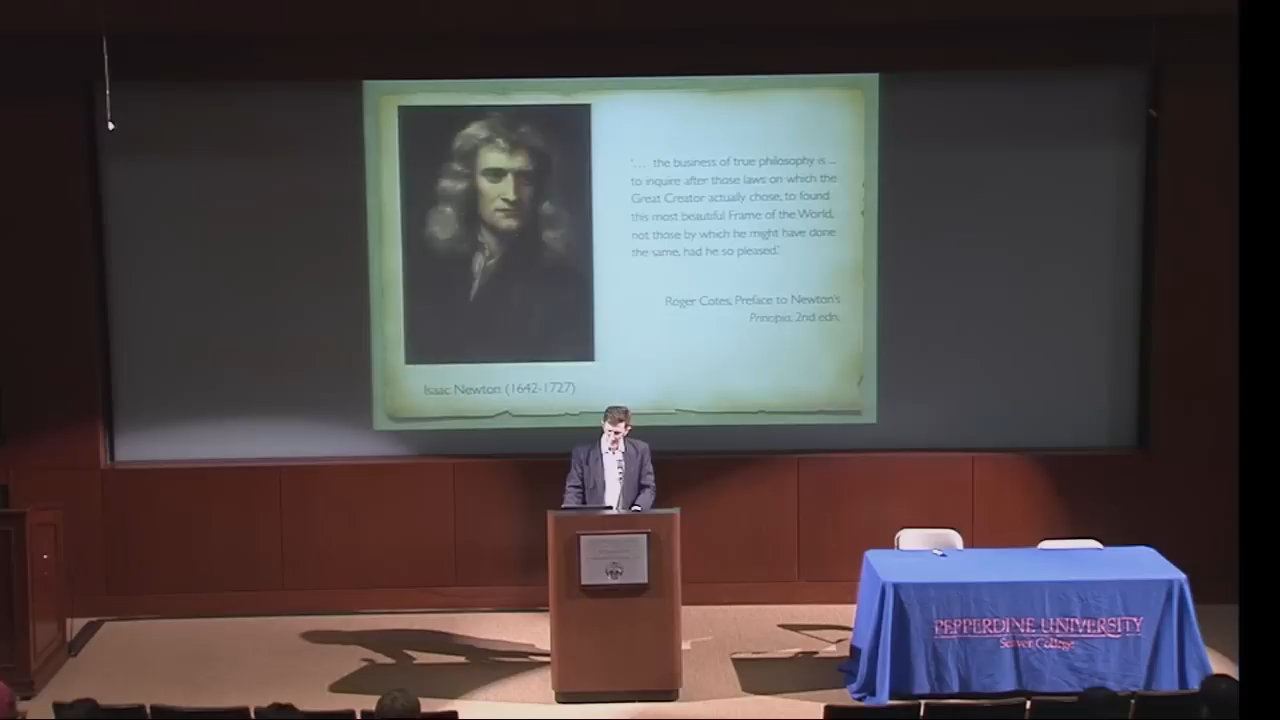 '… the business of true philosophy is ...
to inquire after those laws on which the
Great Creator actually chose, to found
this most beautiful Frame of the World,
not those by which he might have done
the same, had he so pleased.'
Roger Cotes, Preface to Newton's
Principia, 2nd edn.
Isaac Newton (1642-1727)
PEPPERDINE UNIVERSITY
Seaver College